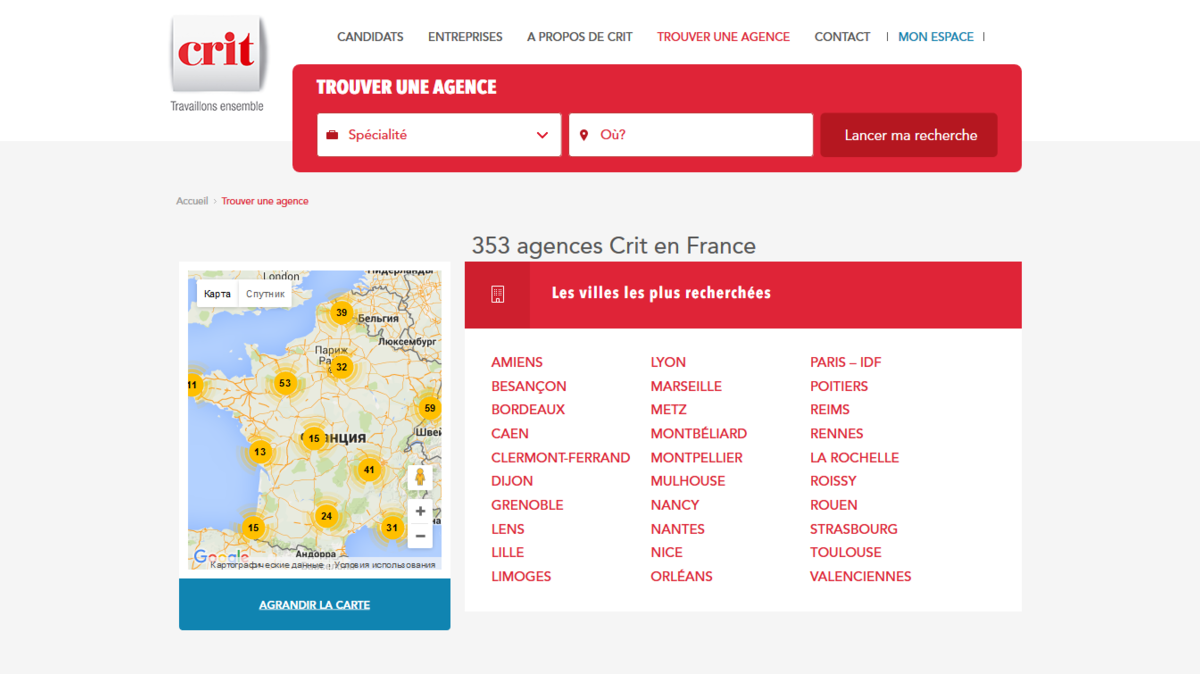 crit
Travaillons ensemble
CANDIDATS ENTREPRISES A PROPOS DE CRIT TROUVER UNE AGENCE CONTACT | MON ESPACE |
TROUVER UNE AGENCE
Spécialité Où? Lancer ma recherche
Accueil › Trouver une agence
353 agences Crit en France
London
Нидерланды
Карта Спутник
39
Бельгия
Люксембург
Париж
32
53
41
59
15
13
41
24
15
31
Андорра
Google
Картографические данные Условия использования
AGRANDIR LA CARTE
Les villes les plus recherchées
AMIENS LYON PARIS – IDF
BESANÇON MARSEILLE POITIERS
BORDEAUX METZ REIMS
CAEN MONTBÉLIARD RENNES
CLERMONT-FERRAND MONTPELLIER LA ROCHELLE
DIJON MULHOUSE ROISSY
GRENOBLE NANCY ROUEN
LENS NANTES STRASBOURG
LILLE NICE TOULOUSE
LIMOGES ORLÉANS VALENCIENNES